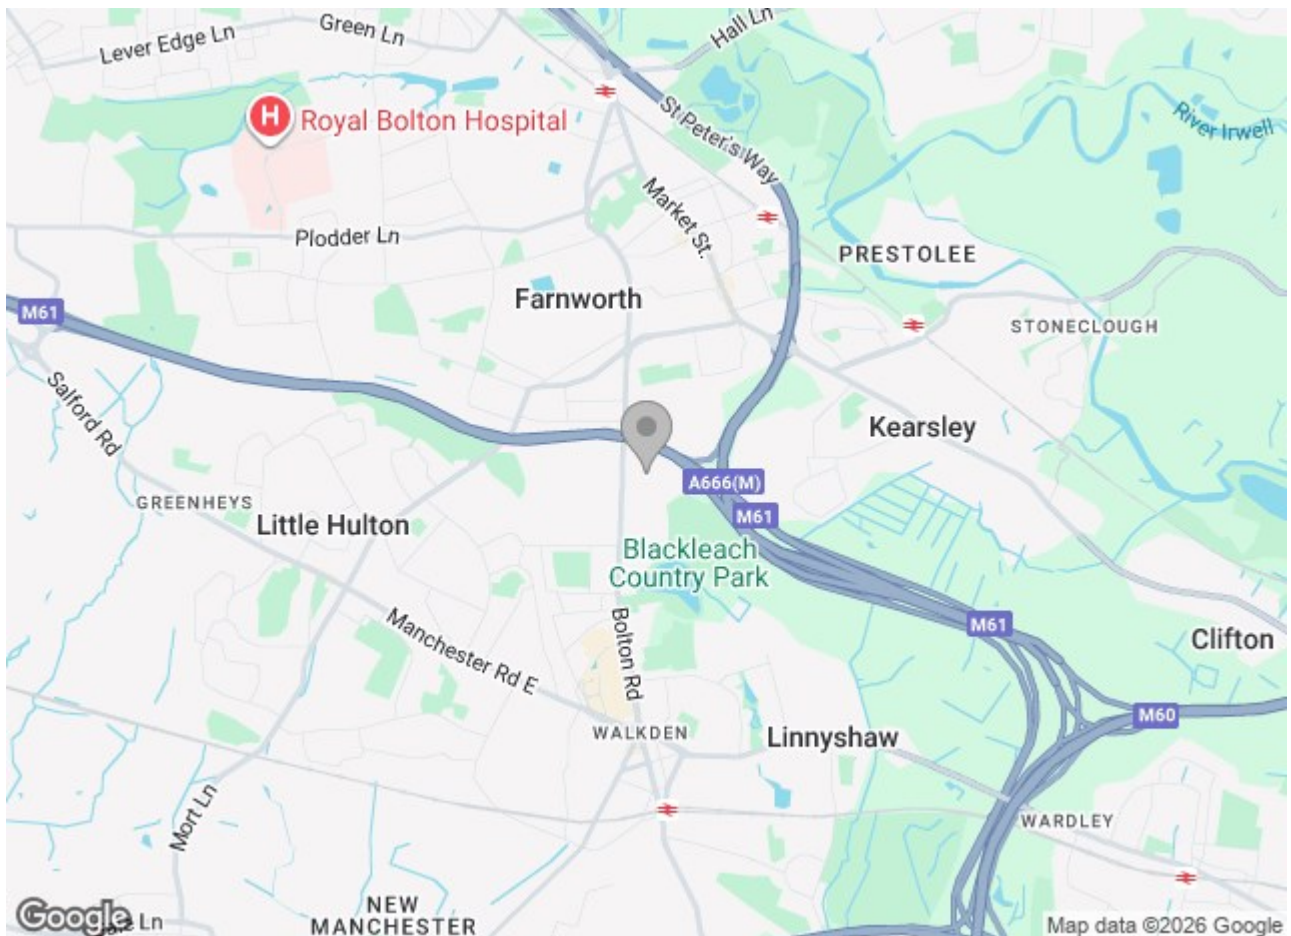 Lever Edge Ln
Green Ln
Hall Ln
H
Royal Bolton Hospital
St Peter's Way
River Irwell
Market St.
Plodder Ln
PRESTOLEE
Farnworth
M61
STONECLOUGH
Salford Rd
Kearsley
A666(M)
GREENHEYS
M61
Little Hulton
Blackleach
Country Park
Bolton Rd
M61
Manchester Rd E
Clifton
M60
WALKDEN
Linnyshaw
Mort Ln
WARDLEY
NEW
MANCHESTER
Google
Ln
Map data ©2026 Google